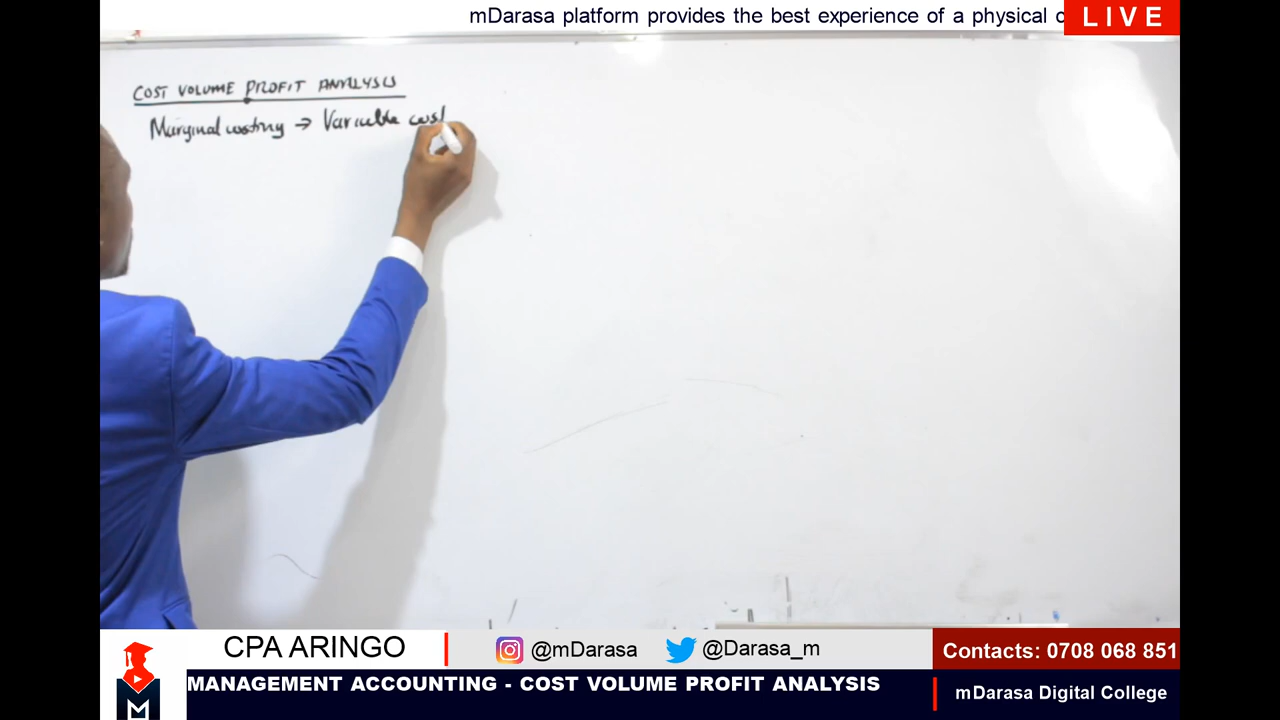 mDarasa platform provides the best experience of a physical c
LIVE
COST VOLUME PROFIT ANALYSIS
Marginal costing → Variable cost
CPA ARINGO
@mDarasa
@Darasa_m
Contacts: 0708 068 851
M
MANAGEMENT ACCOUNTING - COST VOLUME PROFIT ANALYSIS
mDarasa Digital College